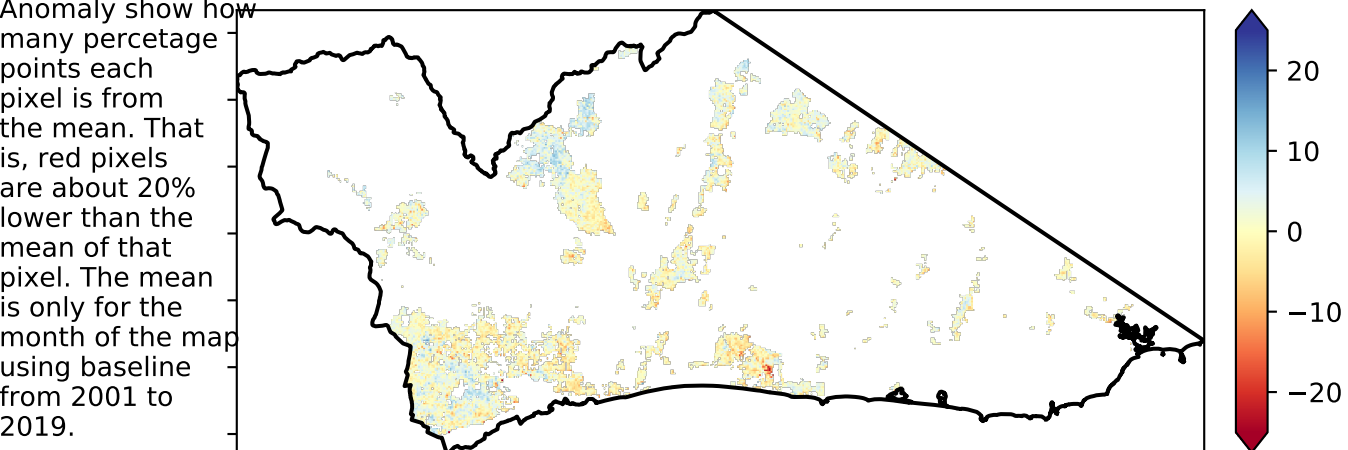 Anomaly show how
many percetage
points each
pixel is from
the mean. That
is, red pixels
are about 20%
lower than the
mean of that
pixel. The mean
is only for the
month of the map
using baseline
from 2001 to
2019.
20
10
0
−10
−20